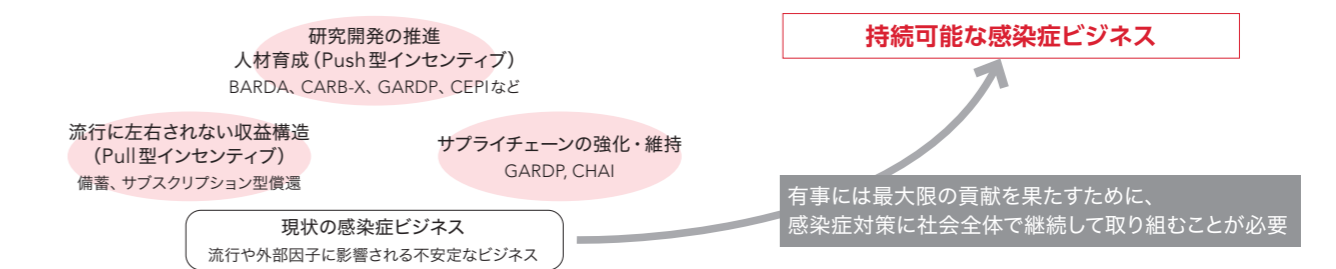 研究開発の推進
人材育成（Push型インセンティブ）
BARDA、CARB-X、GARDP、CEPIなど
流行に左右されない収益構造
（Pull型インセンティブ）
備蓄、サブスクリプション型償還
サプライチェーンの強化・維持
GARDP, CHAI
現状の感染症ビジネス
流行や外部因子に影響される不安定なビジネス
持続可能な感染症ビジネス
有事には最大限の貢献を果たすために、
感染症対策に社会全体で継続して取り組むことが必要